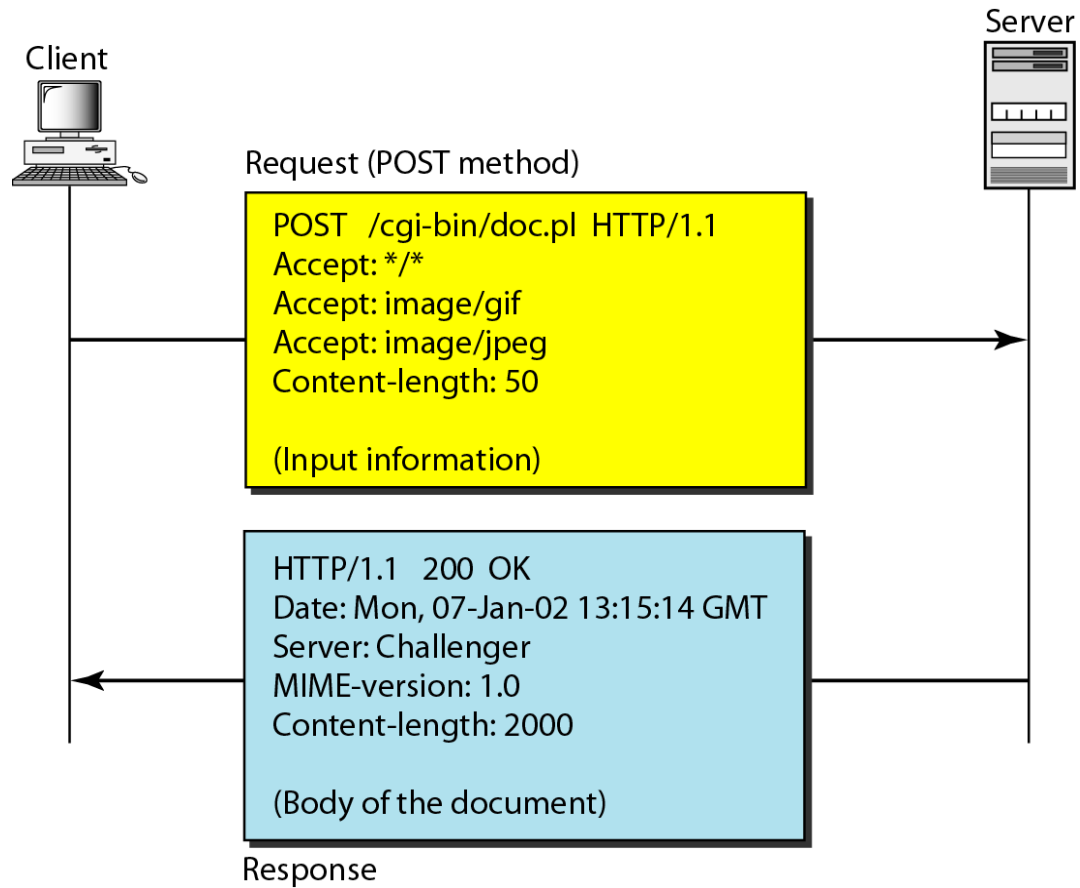 Server
Client
Request (POST method)
POST /cgi-bin/doc.pl HTTP/1.1
Accept: */*
Accept: image/gif
Accept: image/jpeg
Content-length: 50
(Input information)
HTTP/1.1 200 OK
Date: Mon, 07-Jan-02 13:15:14 GMT
Server: Challenger
MIME-version: 1.0
Content-length: 2000
(Body of the document)
Response